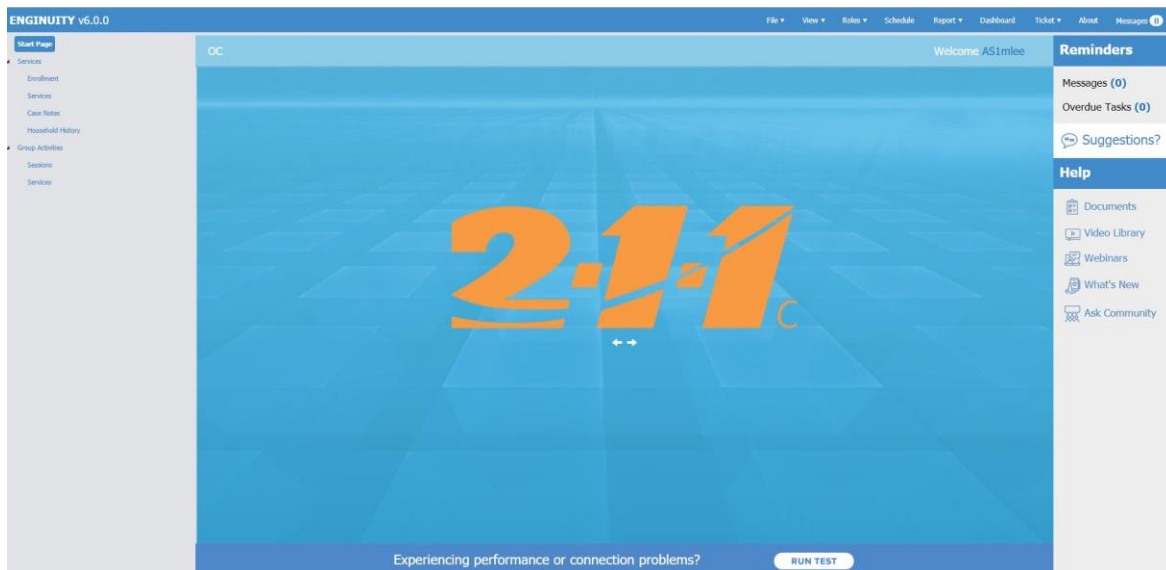 ENGINUITY v6.0.0
File ▾ View ▾ Roles ▾ Schedule Report ▾ Dashboard Ticket ▾ About Messages 0
Start Page
Services
Enrollment
Services
Case Notes
Household History
Group Activities
Sessions
Services
OC
Welcome AS1mlee
2-1-1
C
Experiencing performance or connection problems?
RUN TEST
Reminders
Messages (0)
Overdue Tasks (0)
Suggestions?
Help
Documents
Video Library
Webinars
What's New
Ask Community